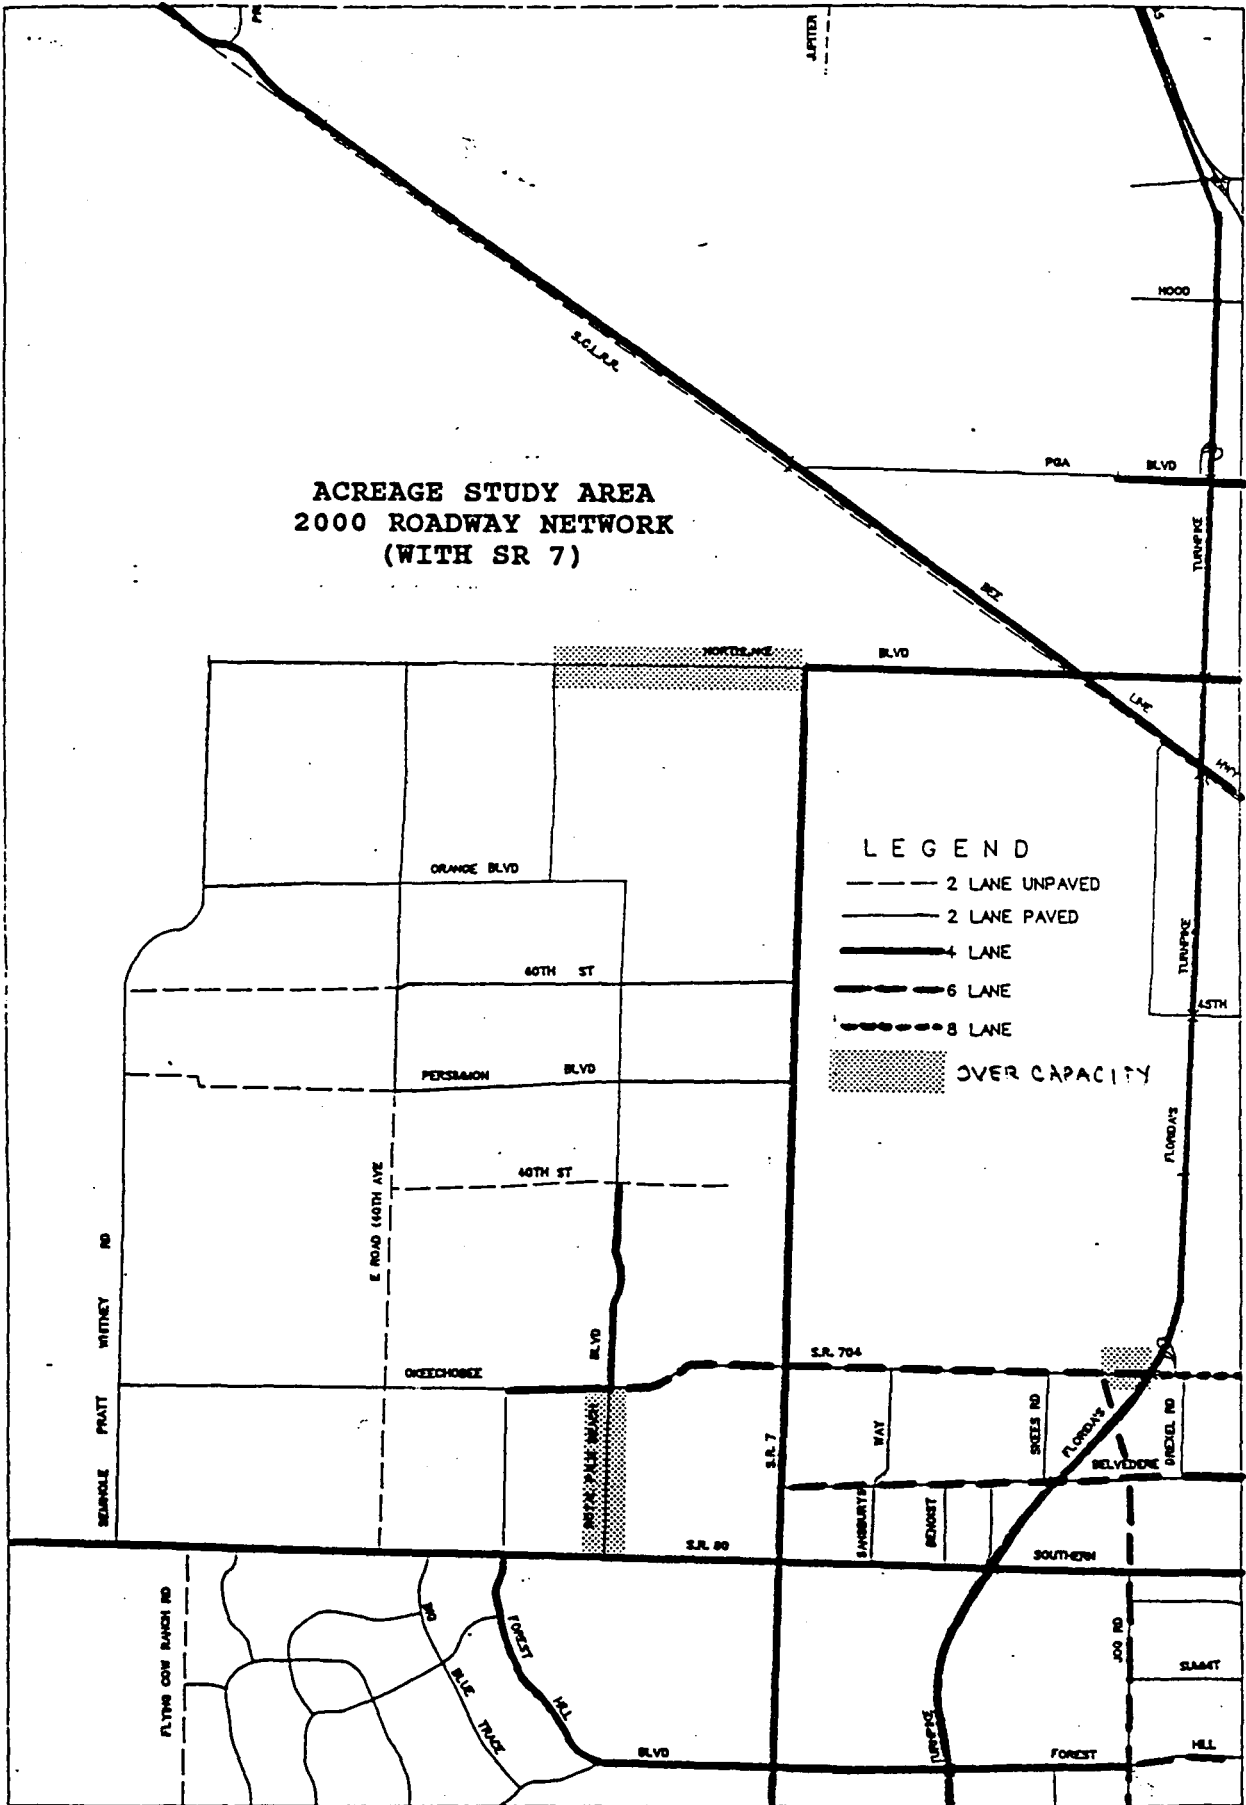 JUPITER
HOOD
S.C.L.R.R.
PGA BLVD
ACREAGE STUDY AREA
2000 ROADWAY NETWORK
(WITH SR 7)
TURNPIKE
BEE
NORTHLAKE BLVD
LINE
HWY
LEGEND
2 LANE UNPAVED
2 LANE PAVED
4 LANE
6 LANE
8 LANE
OVER CAPACITY
ORANGE BLVD
TURNPIKE
60TH ST
45TH
PERSIMMON BLVD
FLORIDA'S
40TH ST
E ROAD (60TH AVE
SEMINOLE PRATT WHITNEY RD
BLVD
S.R. 704
OKEECHOBEE
ROYAL PALM BEACH
S.R. 7
WAY
SKEES RD
FLORIDA'S
DREXEL RD
BELVEDERE
SANSBURY'S
BENOIST
S.R. 80
SOUTHERN
FLYING COW RANCH RD
BIG
BLUE
TRACE
FOREST
HILL
BLVD
TURNPIKE
JOG RD
SUMMIT
FOREST
HILL